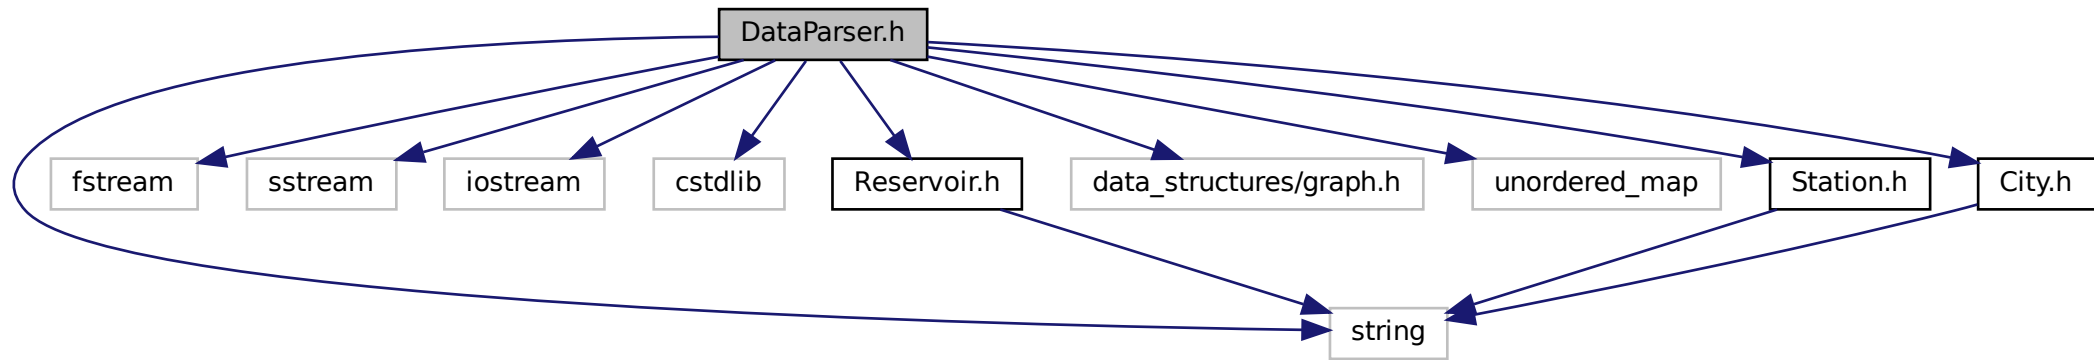 DataParser.h
fstream
sstream
iostream
cstdlib
Reservoir.h
data_structures/graph.h
unordered_map
Station.h
City.h
string